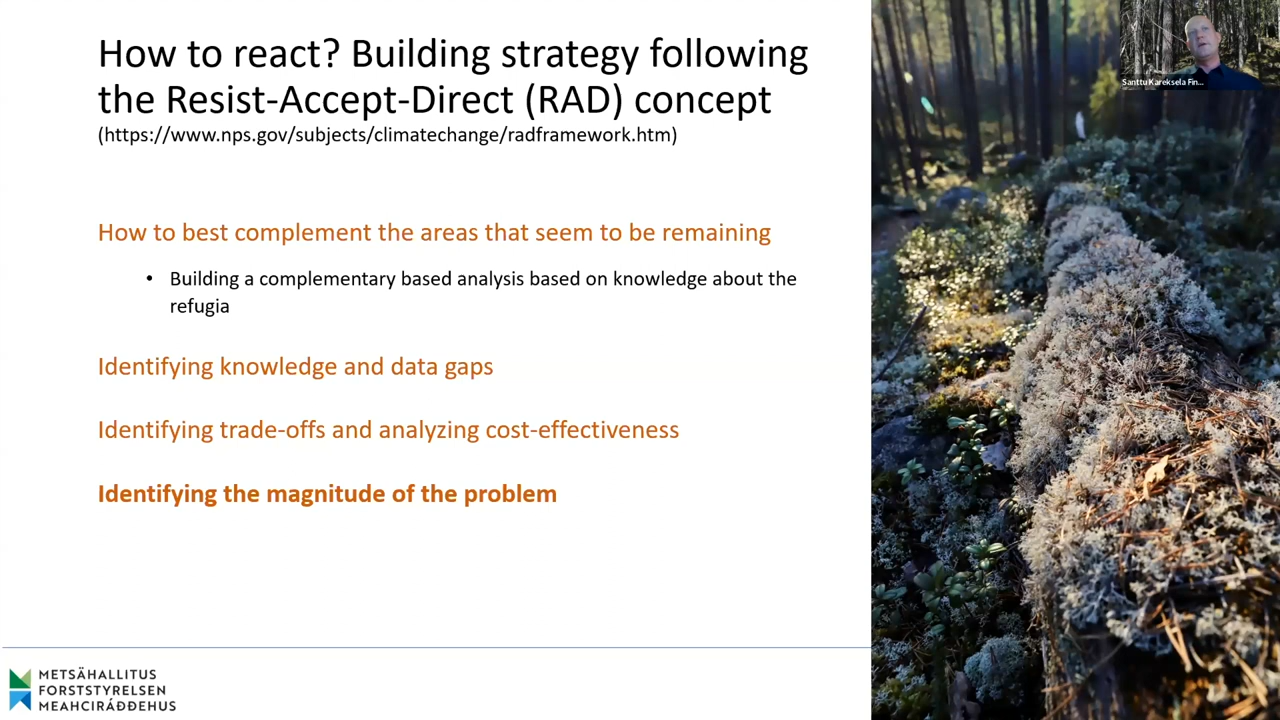 How to react? Building strategy following
the Resist-Accept-Direct (RAD) concept
(https://www.nps.gov/subjects/climatechange/radframework.htm)
How to best complement the areas that seem to be remaining
• Building a complementary based analysis based on knowledge about the
refugia
Identifying knowledge and data gaps
Identifying trade-offs and analyzing cost-effectiveness
Identifying the magnitude of the problem
METSÄHALLITUS
FORSTSTYRELSEN
MEAHCIRÁĐĐEHUS
Santtu Kareksela Fin...